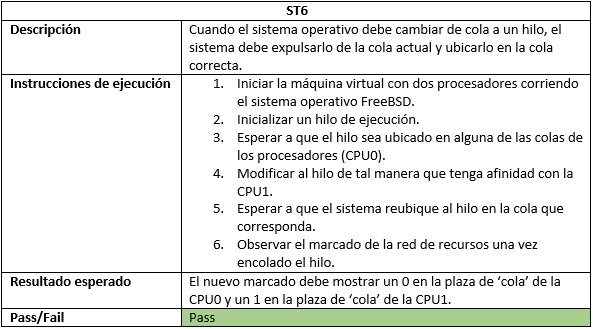 ST6
Descripción
Cuando el sistema operativo debe cambiar de cola a un hilo, el
sistema debe expulsarlo de la cola actual y ubicarlo en la cola
correcta.
Instrucciones de ejecución
1. Iniciar la máquina virtual con dos procesadores corriendo
el sistema operativo FreeBSD.
2. Inicializar un hilo de ejecución.
3. Esperar a que el hilo sea ubicado en alguna de las colas de
los procesadores (CPU0).
4. Modificar al hilo de tal manera que tenga afinidad con la
CPU1.
5. Esperar a que el sistema reubique al hilo en la cola que
corresponda.
6. Observar el marcado de la red de recursos una vez
encolado el hilo.
Resultado esperado
El nuevo marcado debe mostrar un 0 en la plaza de ‘cola’ de la
CPU0 y un 1 en la plaza de ‘cola’ de la CPU1.
Pass/Fail
Pass